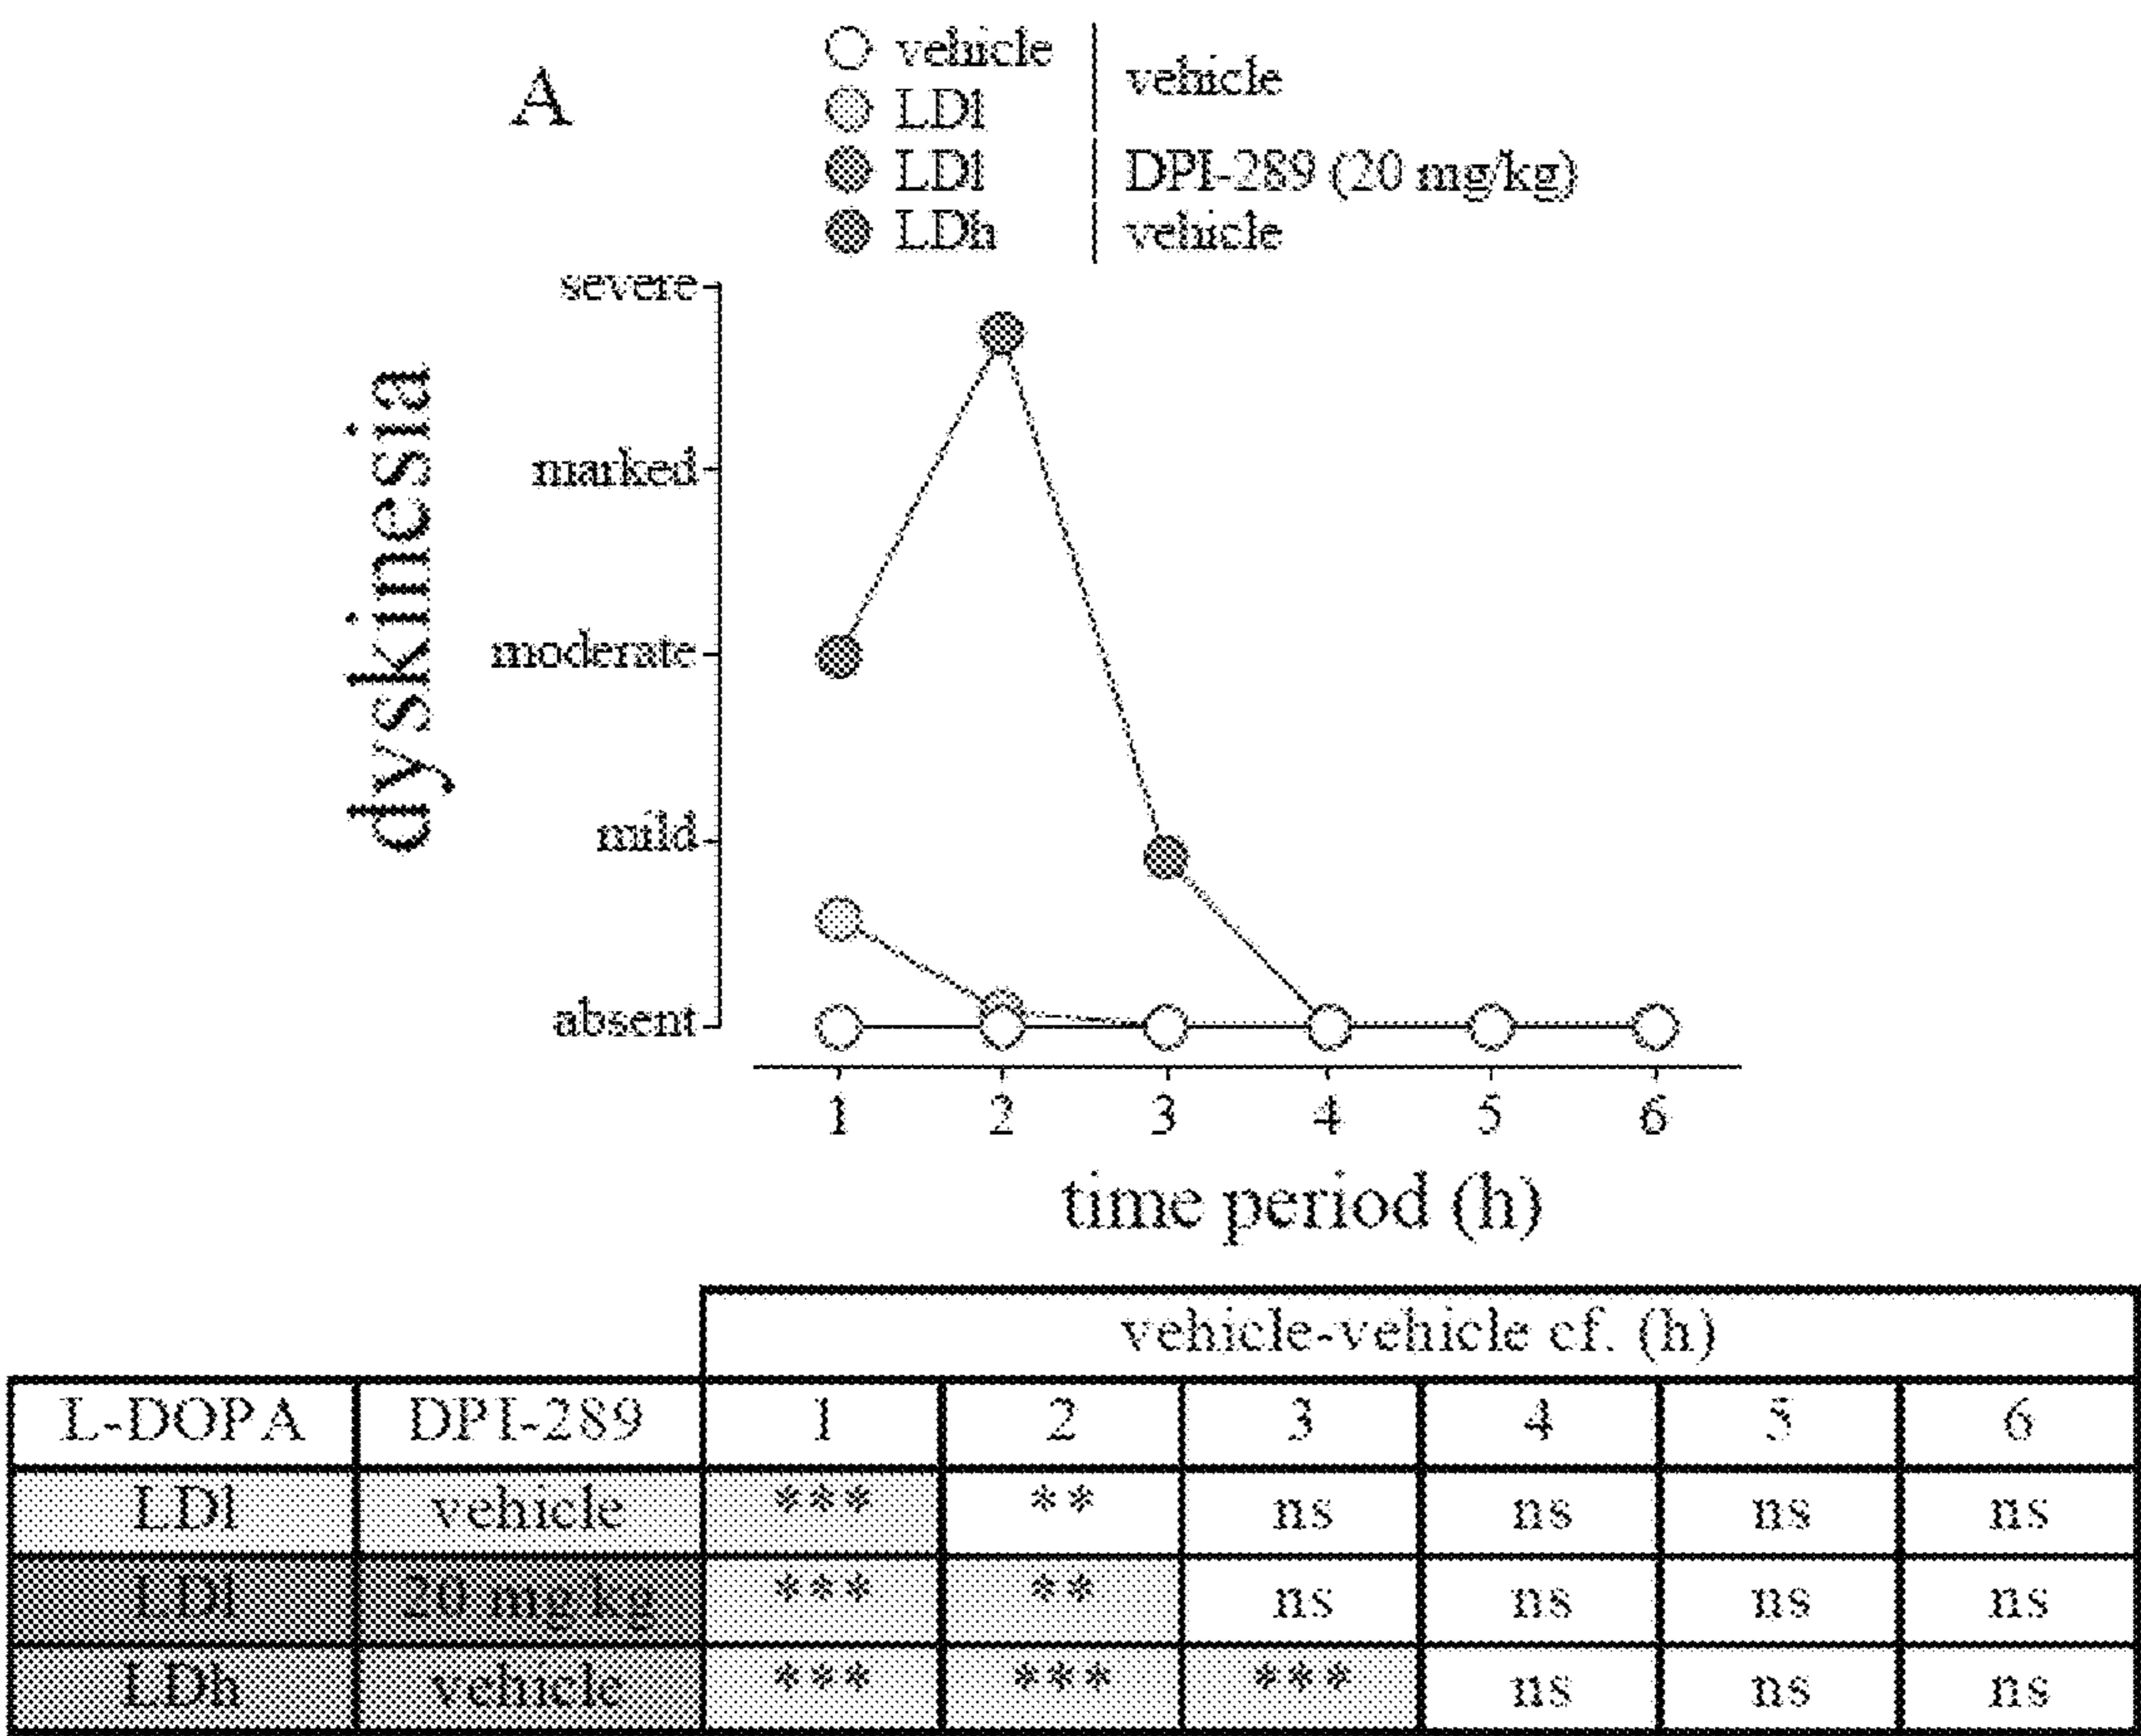 A
vehicle
LDl
vehicle
LDl
DPI-289 (20 mg/kg)
LDh
vehicle
severe
marked
moderate
mild
absent
dyskinesia
1 2 3 4 5 6
time period (h)
vehicle-vehicle cf. (h)
L-DOPA DPI-289 1 2 3 4 5 6
LDl vehicle *** ** ns ns ns ns
LDl 20 mg/kg *** ** ns ns ns ns
LDh vehicle *** *** *** ns ns ns